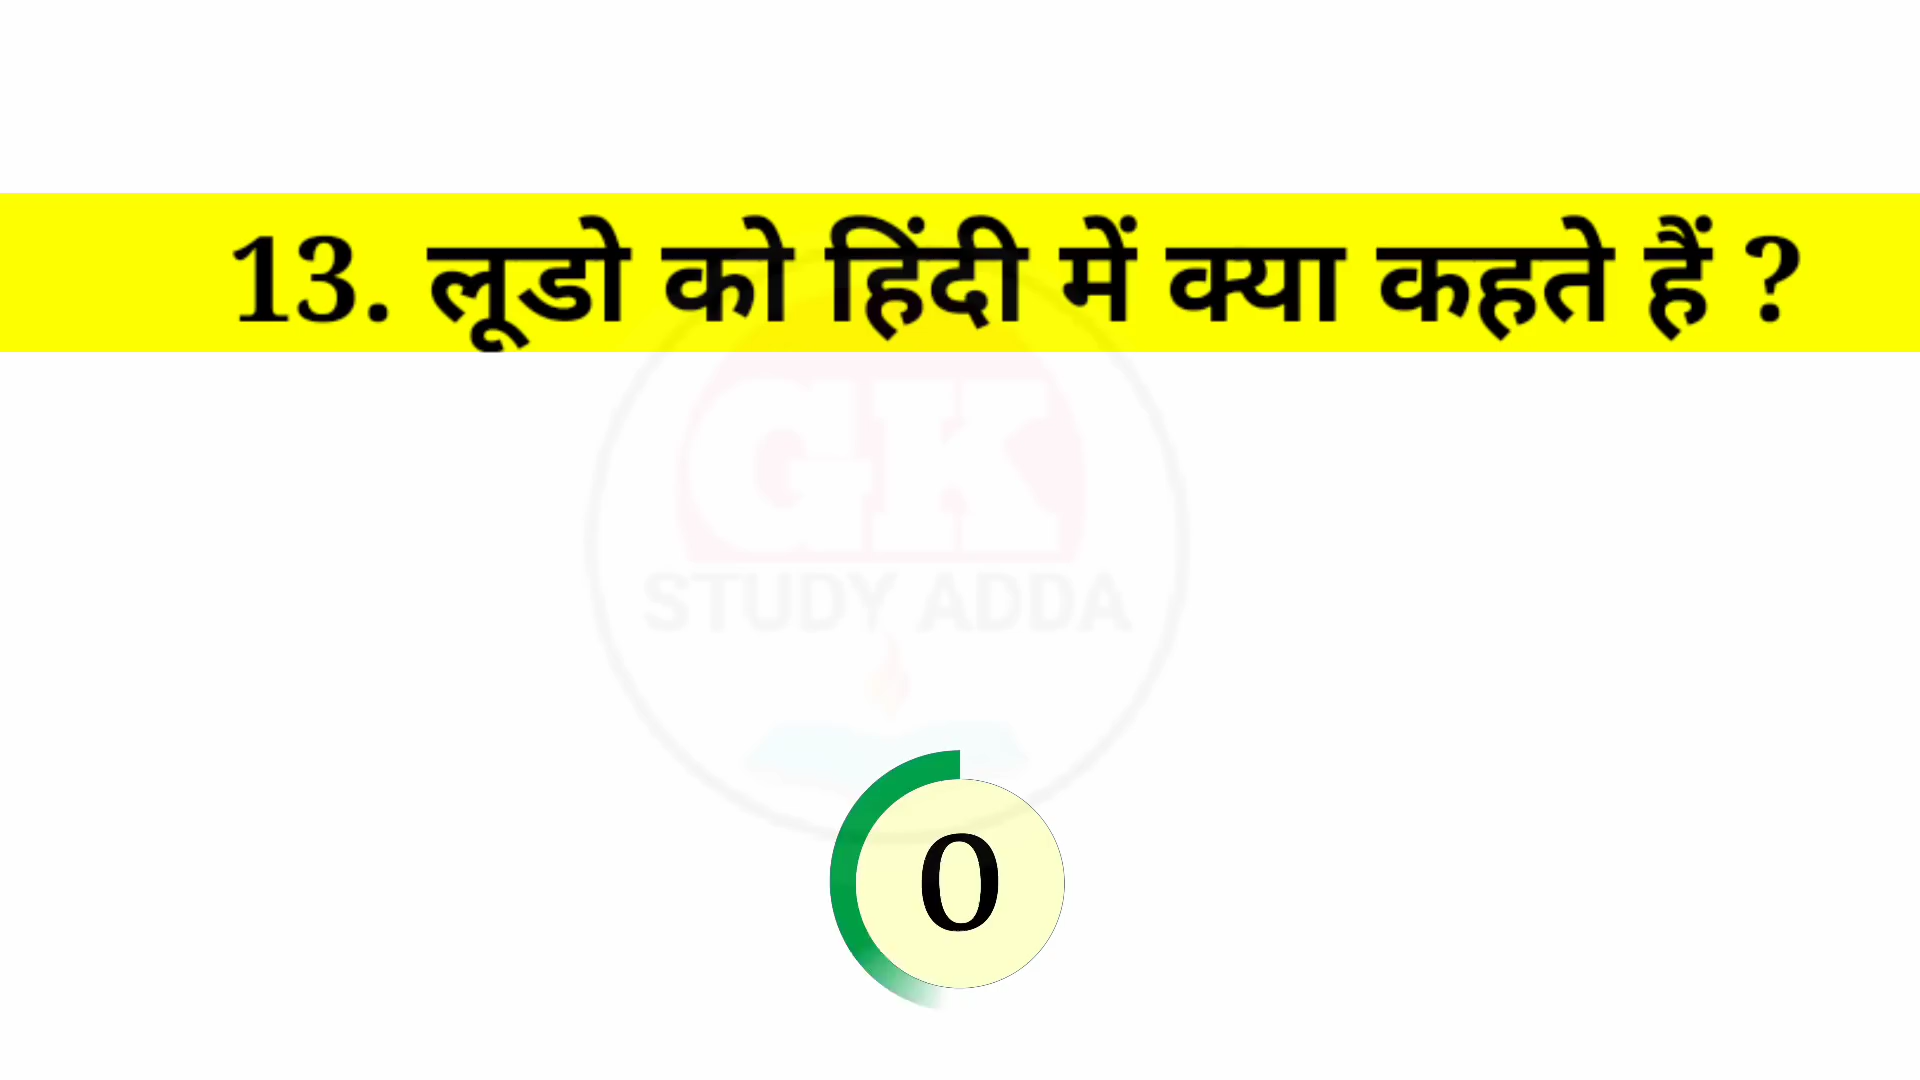 13. लूडो को हिंदी में क्या कहते हैं ?
GK
STUDY ADDA
0